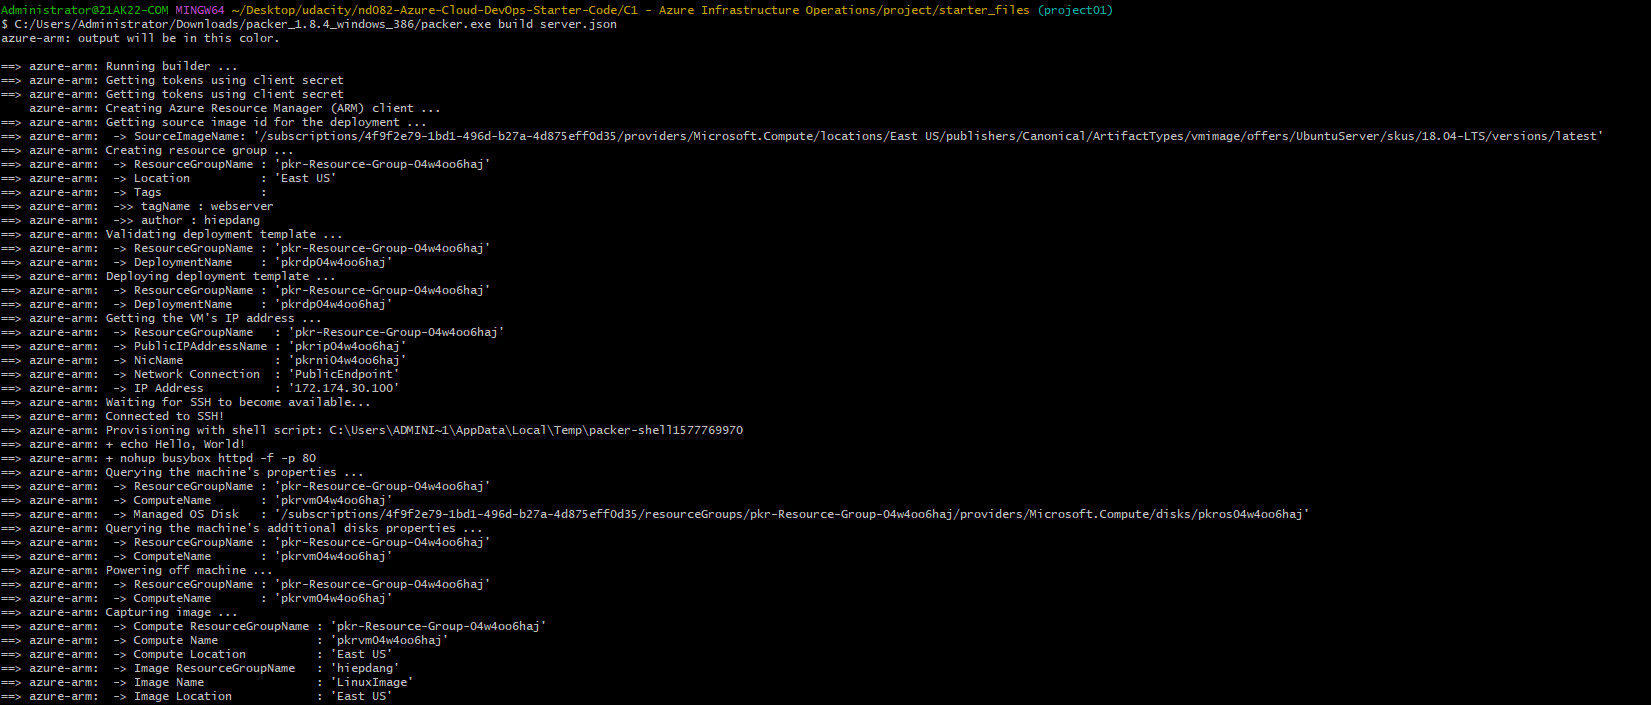 Administrator@21AK22-COM MINGW64 ~/Desktop/udacity/nd082-Azure-Cloud-DevOps-Starter-Code/C1 - Azure Infrastructure Operations/project/starter_files (project01)
$ C:/Users/Administrator/Downloads/packer_1.8.4_windows_386/packer.exe build server.json
azure-arm: output will be in this color.

==> azure-arm: Running builder ...
==> azure-arm: Getting tokens using client secret
==> azure-arm: Getting tokens using client secret
    azure-arm: Creating Azure Resource Manager (ARM) client ...
==> azure-arm: Getting source image id for the deployment ...
==> azure-arm:  -> SourceImageName: '/subscriptions/4f9f2e79-1bd1-496d-b27a-4d875eff0d35/providers/Microsoft.Compute/locations/East US/publishers/Canonical/ArtifactTypes/vmimage/offers/UbuntuServer/skus/18.04-LTS/versions/latest'
==> azure-arm: Creating resource group ...
==> azure-arm:  -> ResourceGroupName : 'pkr-Resource-Group-04w4oo6haj'
==> azure-arm:  -> Location          : 'East US'
==> azure-arm:  -> Tags              :
==> azure-arm:  ->> tagName : webserver
==> azure-arm:  ->> author : hiepdang
==> azure-arm: Validating deployment template ...
==> azure-arm:  -> ResourceGroupName : 'pkr-Resource-Group-04w4oo6haj'
==> azure-arm:  -> DeploymentName    : 'pkrdp04w4oo6haj'
==> azure-arm: Deploying deployment template ...
==> azure-arm:  -> ResourceGroupName : 'pkr-Resource-Group-04w4oo6haj'
==> azure-arm:  -> DeploymentName    : 'pkrdp04w4oo6haj'
==> azure-arm: Getting the VM's IP address ...
==> azure-arm:  -> ResourceGroupName   : 'pkr-Resource-Group-04w4oo6haj'
==> azure-arm:  -> PublicIPAddressName : 'pkrip04w4oo6haj'
==> azure-arm:  -> NicName             : 'pkrni04w4oo6haj'
==> azure-arm:  -> Network Connection  : 'PublicEndpoint'
==> azure-arm:  -> IP Address          : '172.174.30.100'
==> azure-arm: Waiting for SSH to become available...
==> azure-arm: Connected to SSH!
==> azure-arm: Provisioning with shell script: C:\Users\ADMINI~1\AppData\Local\Temp\packer-shell1577769970
==> azure-arm: + echo Hello, World!
==> azure-arm: + nohup busybox httpd -f -p 80
==> azure-arm: Querying the machine's properties ...
==> azure-arm:  -> ResourceGroupName : 'pkr-Resource-Group-04w4oo6haj'
==> azure-arm:  -> ComputeName       : 'pkrvm04w4oo6haj'
==> azure-arm:  -> Managed OS Disk   : '/subscriptions/4f9f2e79-1bd1-496d-b27a-4d875eff0d35/resourceGroups/pkr-Resource-Group-04w4oo6haj/providers/Microsoft.Compute/disks/pkros04w4oo6haj'
==> azure-arm: Querying the machine's additional disks properties ...
==> azure-arm:  -> ResourceGroupName : 'pkr-Resource-Group-04w4oo6haj'
==> azure-arm:  -> ComputeName       : 'pkrvm04w4oo6haj'
==> azure-arm: Powering off machine ...
==> azure-arm:  -> ResourceGroupName : 'pkr-Resource-Group-04w4oo6haj'
==> azure-arm:  -> ComputeName       : 'pkrvm04w4oo6haj'
==> azure-arm: Capturing image ...
==> azure-arm:  -> Compute ResourceGroupName : 'pkr-Resource-Group-04w4oo6haj'
==> azure-arm:  -> Compute Name              : 'pkrvm04w4oo6haj'
==> azure-arm:  -> Compute Location          : 'East US'
==> azure-arm:  -> Image ResourceGroupName   : 'hiepdang'
==> azure-arm:  -> Image Name                : 'LinuxImage'
==> azure-arm:  -> Image Location            : 'East US'